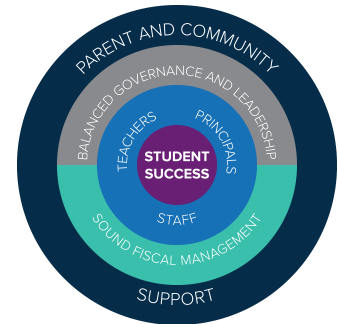 PARENT AND COMMUNITY
BALANCED GOVERNANCE AND LEADERSHIP
TEACHERS
PRINCIPALS
STUDENT
SUCCESS
STAFF
SOUND FISCAL MANAGEMENT
SUPPORT